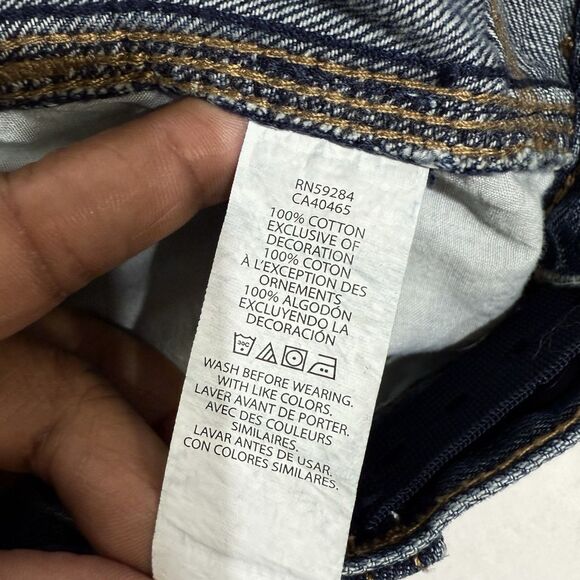 RN59284
CA40465
100% COTTON
EXCLUSIVE OF
DECORATION
100% COTON
À L'EXCEPTION DES
ORNEMENTS
100% ALGODÓN
EXCLUYENDO LA
DECORACIÓN
30C
WASH BEFORE WEARING.
WITH LIKE COLORS.
LAVER AVANT DE PORTER.
AVEC DES COULEURS
SIMILAIRES.
LAVAR ANTES DE USAR.
CON COLORES SIMILARES.